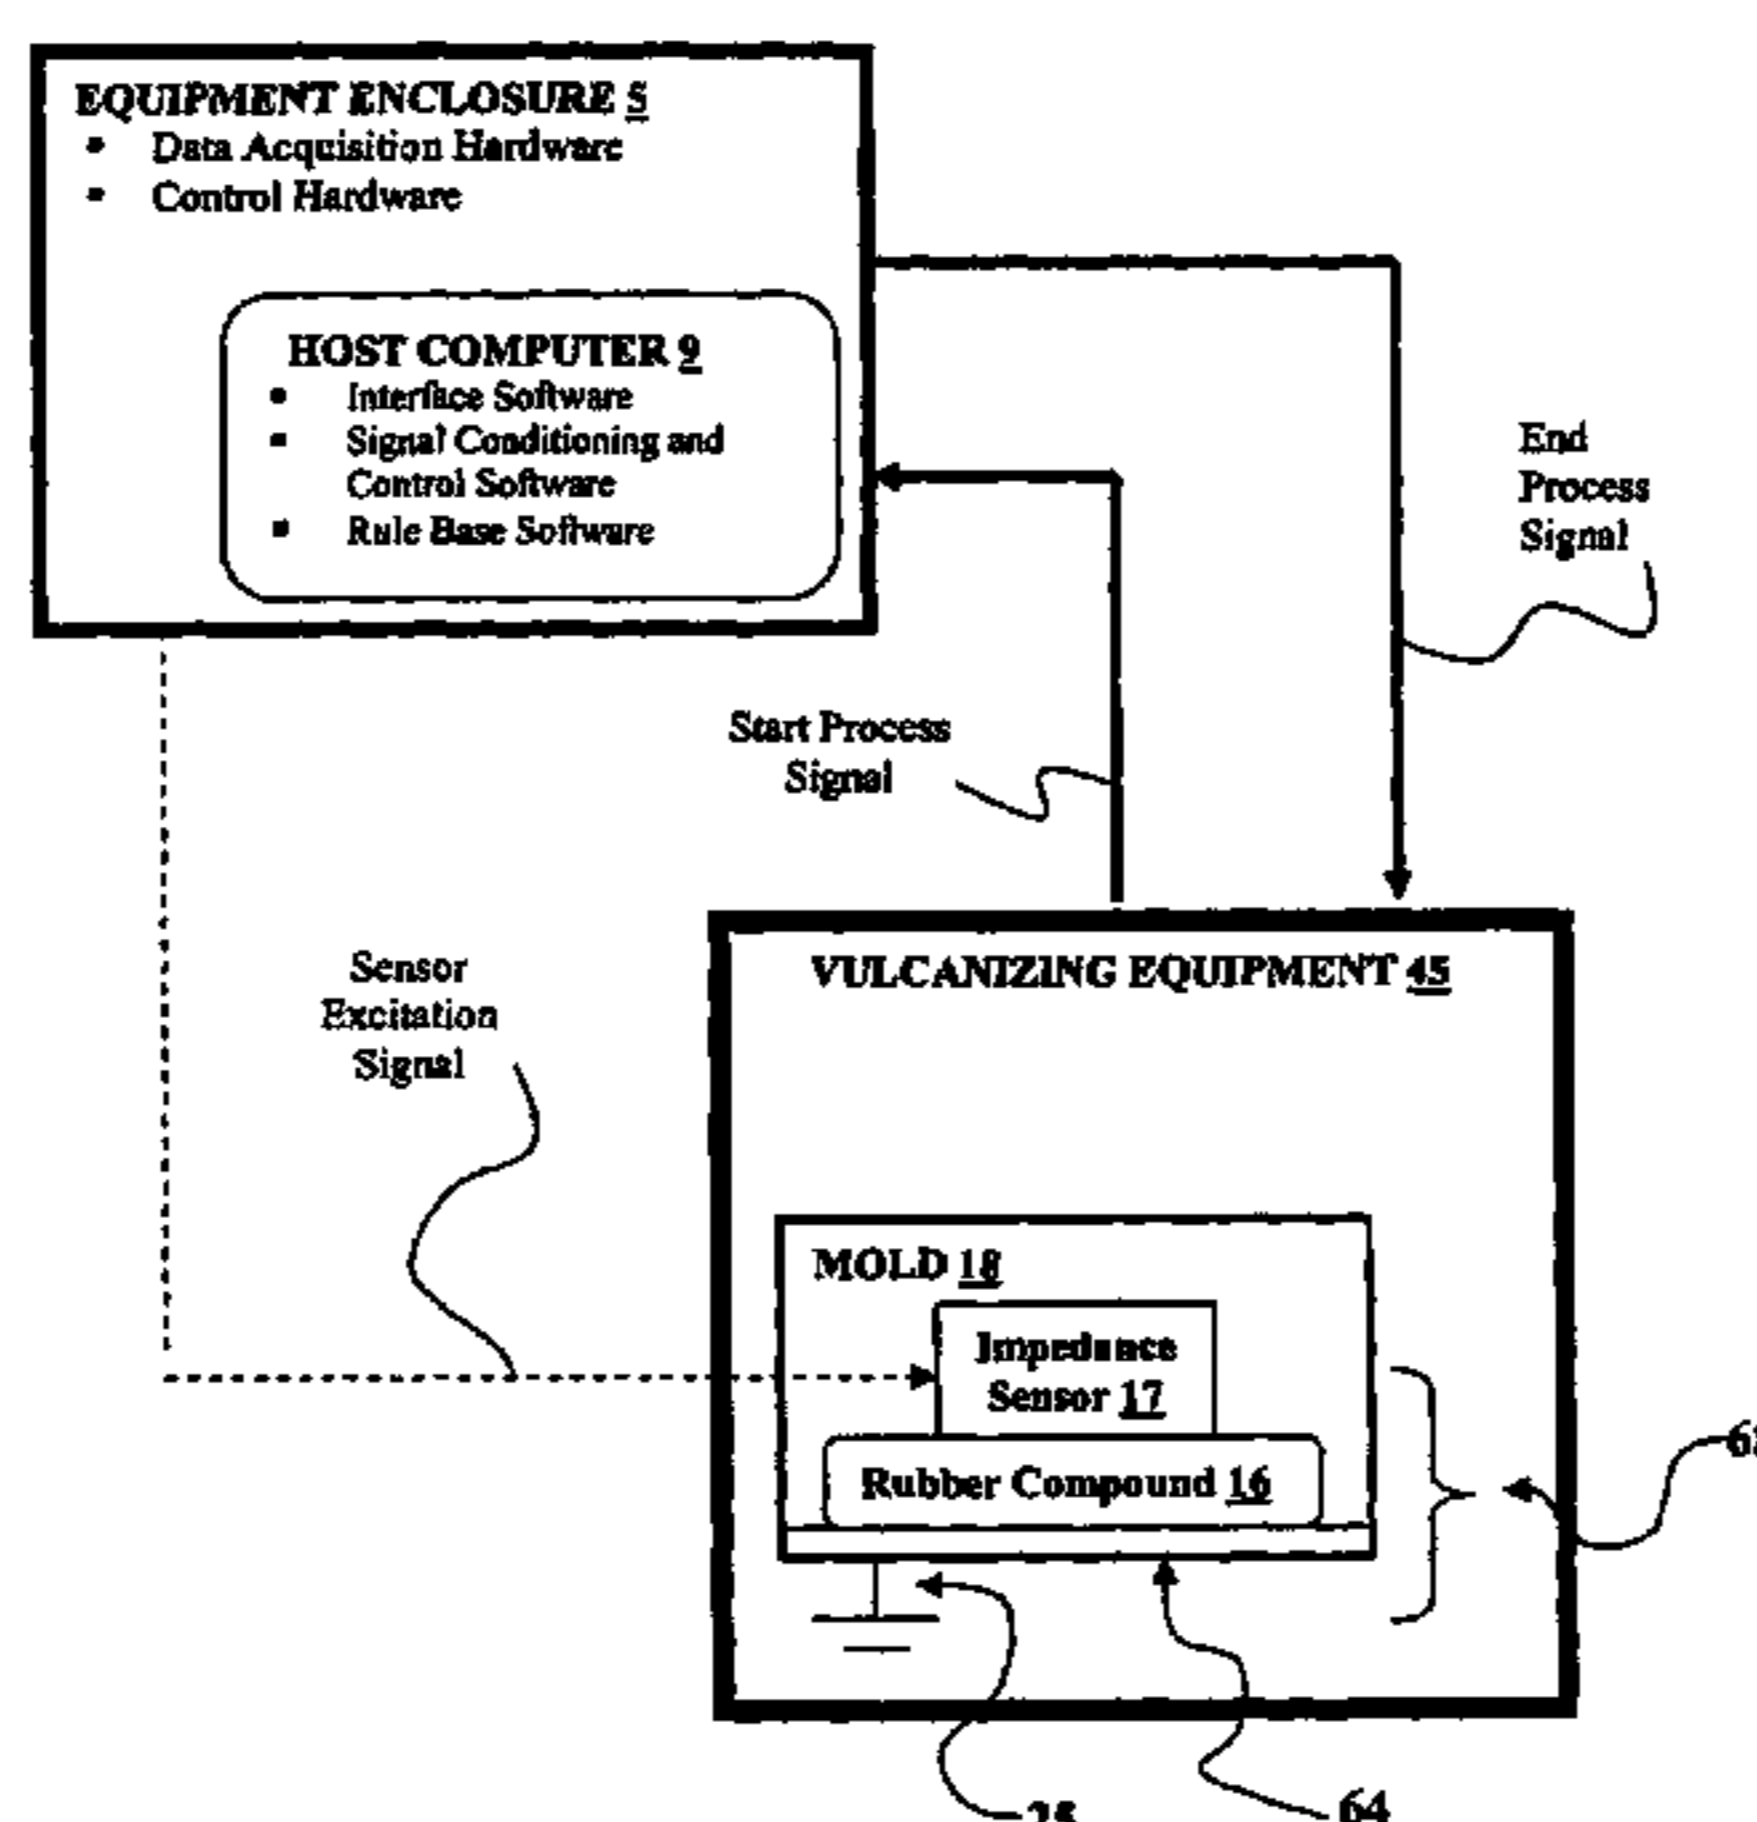 EQUIPMENT ENCLOSURE 5
• Data Acquisition Hardware
• Control Hardware
HOST COMPUTER 9
• Interface Software
• Signal Conditioning and
Control Software
• Rule Base Software
End
Process
Signal
Start Process
Signal
Sensor
Excitation
Signal
VULCANIZING EQUIPMENT 45
MOLD 18
Impedance
Sensor 17
Rubber Compound 16
64